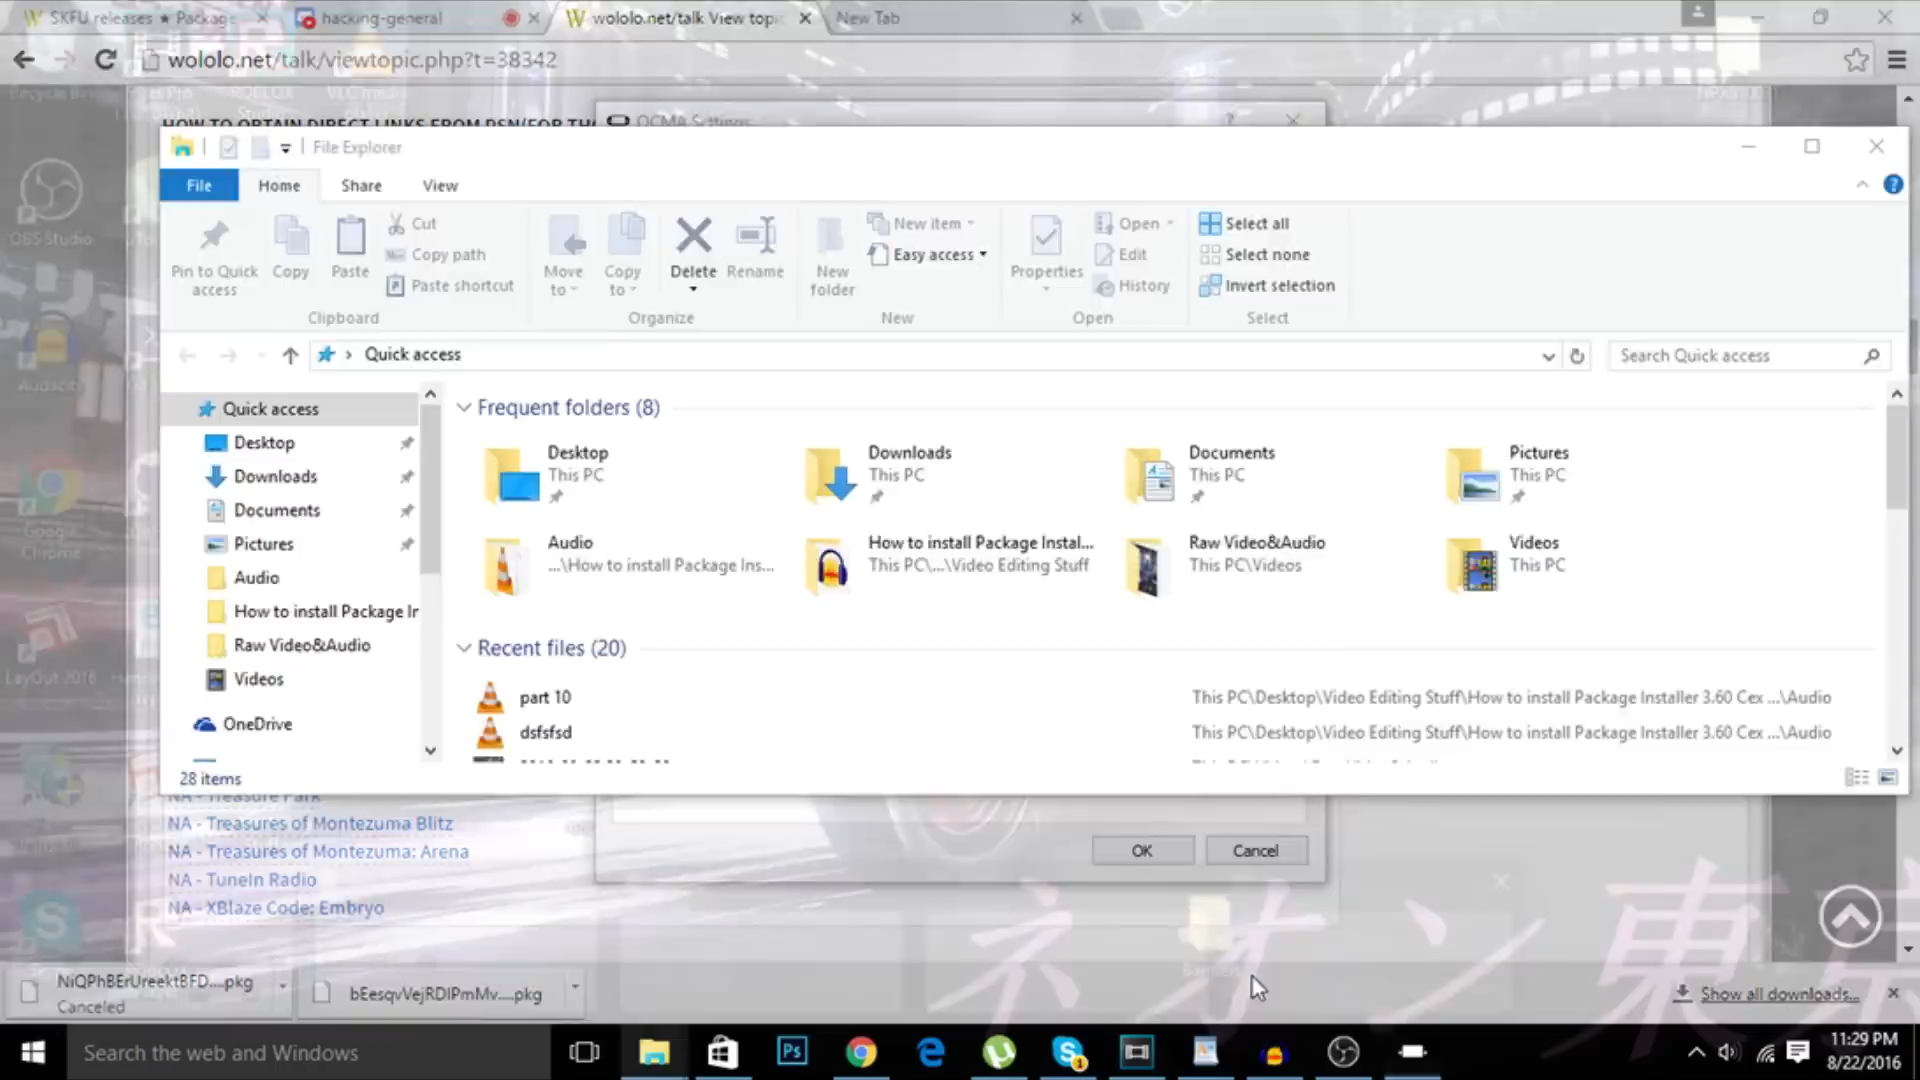 SKFU releases ★ Package
hacking-general
wololo.net/talk View topi
New Tab
wololo.net/talk/viewtopic.php?t=38342
HOW TO OBTAIN DIRECT LINKS FROM PSN(FOR TH
QCMA Settings
File Explorer
File
Home
Share
View
Pin to Quick access
Copy
Paste
Cut
Copy path
Paste shortcut
Clipboard
Move to
Copy to
Delete
Rename
Organize
New folder
New item
Easy access
New
Properties
Open
Edit
History
Open
Select all
Select none
Invert selection
Select
Quick access
Search Quick access
Quick access
Desktop
Downloads
Documents
Pictures
Audio
How to install Package Ir
Raw Video&Audio
Videos
OneDrive
Frequent folders (8)
Desktop
This PC
Downloads
This PC
Documents
This PC
Pictures
This PC
Audio
...\How to install Package Ins...
How to install Package Instal...
This PC\...\Video Editing Stuff
Raw Video&Audio
This PC\Videos
Videos
This PC
Recent files (20)
part 10
This PC\Desktop\Video Editing Stuff\How to install Package Installer 3.60 Cex ...\Audio
dsfsfsd
This PC\Desktop\Video Editing Stuff\How to install Package Installer 3.60 Cex ...\Audio
28 items
OBS Studio
Audacity
Google Chrome
LayOut 2016
NA - Treasure Park
NA - Treasures of Montezuma Blitz
NA - Treasures of Montezuma: Arena
NA - TuneIn Radio
NA - XBlaze Code: Embryo
OK
Cancel
ネオン東京
NiQPhBErUreektBFD....pkg
Canceled
bEesqvVejRDIPmMv....pkg
Show all downloads...
Search the web and Windows
Ps
11:29 PM
8/22/2016